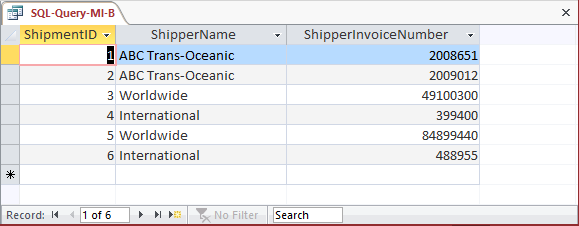 SQL-Query-MI-B
ShipmentID ShipperName ShipperInvoiceNumber
1 ABC Trans-Oceanic 2008651
2 ABC Trans-Oceanic 2009012
3 Worldwide 49100300
4 International 399400
5 Worldwide 84899440
6 International 488955
Record: 1 of 6 No Filter Search